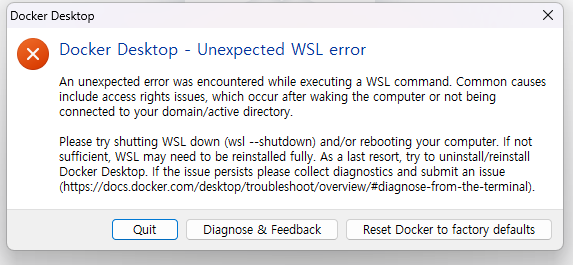 Docker Desktop
Docker Desktop - Unexpected WSL error
An unexpected error was encountered while executing a WSL command. Common causes
include access rights issues, which occur after waking the computer or not being
connected to your domain/active directory.
Please try shutting WSL down (wsl --shutdown) and/or rebooting your computer. If not
sufficient, WSL may need to be reinstalled fully. As a last resort, try to uninstall/reinstall
Docker Desktop. If the issue persists please collect diagnostics and submit an issue
(https://docs.docker.com/desktop/troubleshoot/overview/#diagnose-from-the-terminal).
Quit
Diagnose & Feedback
Reset Docker to factory defaults